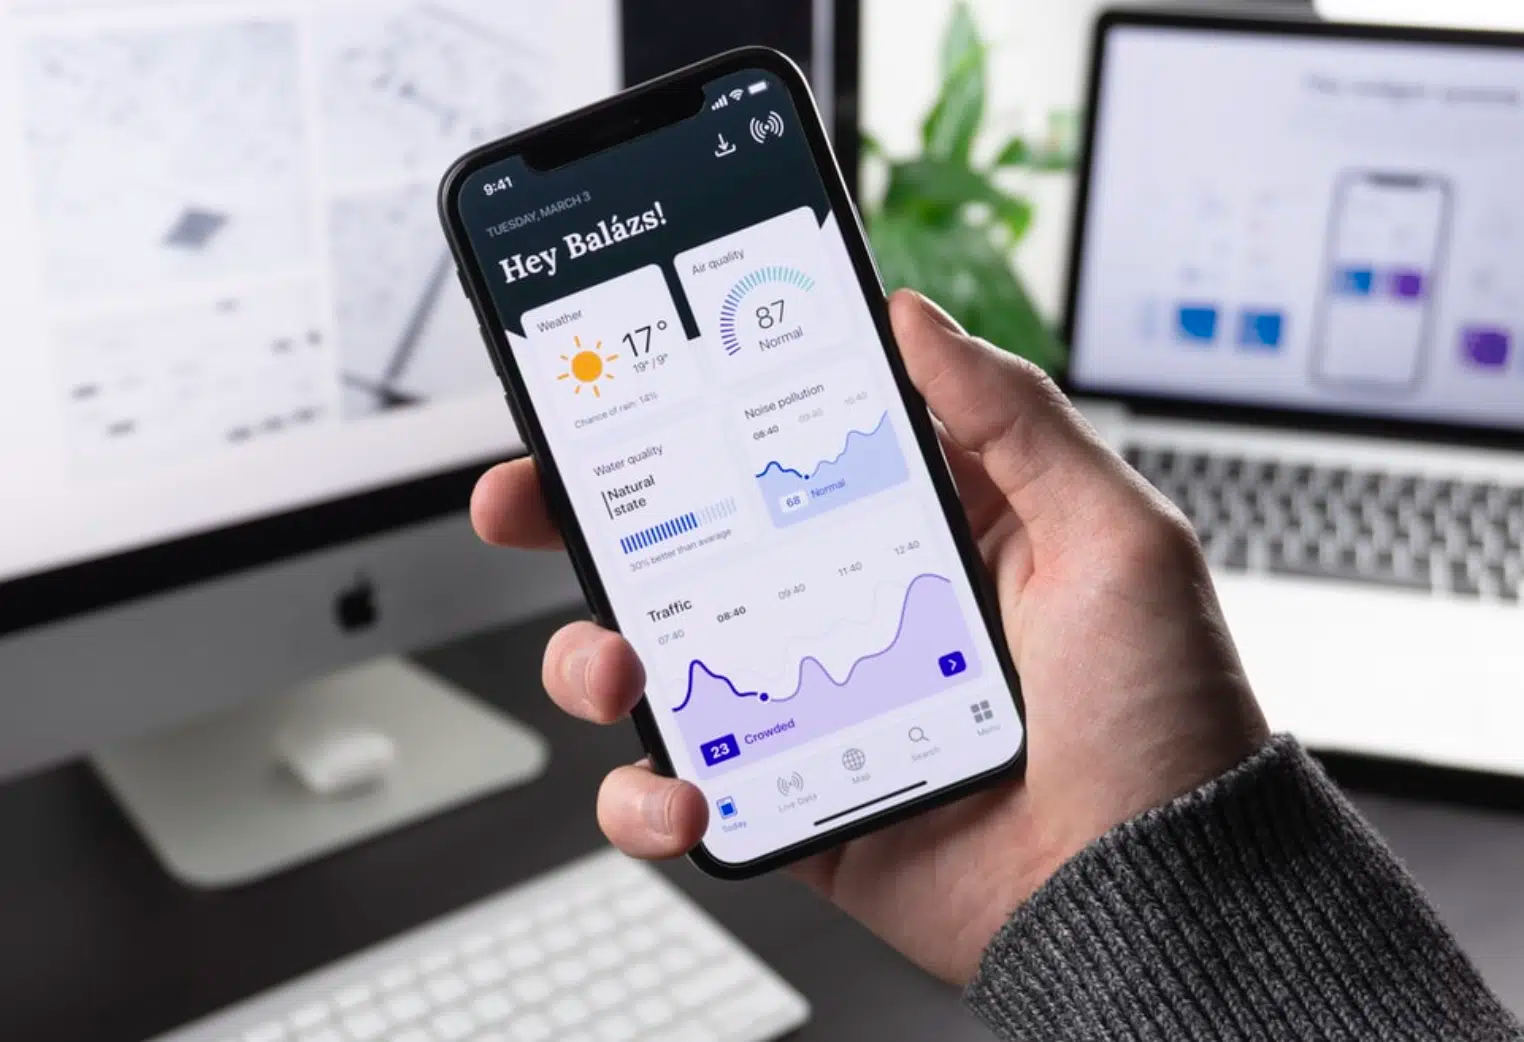 9:41
TUESDAY, MARCH 3
Hey Balázs!
Weather
17°
19° / 9°
Chance of rain: 14%
Air quality
87
Normal
Water quality
Natural
state
30% better than avarage
Noise pollution
08:40 09:40 10:40
68 Normal
Traffic
07:40 08:40 09:40 11:40 12:40
23 Crowded
Today Live Data Map Search Menu